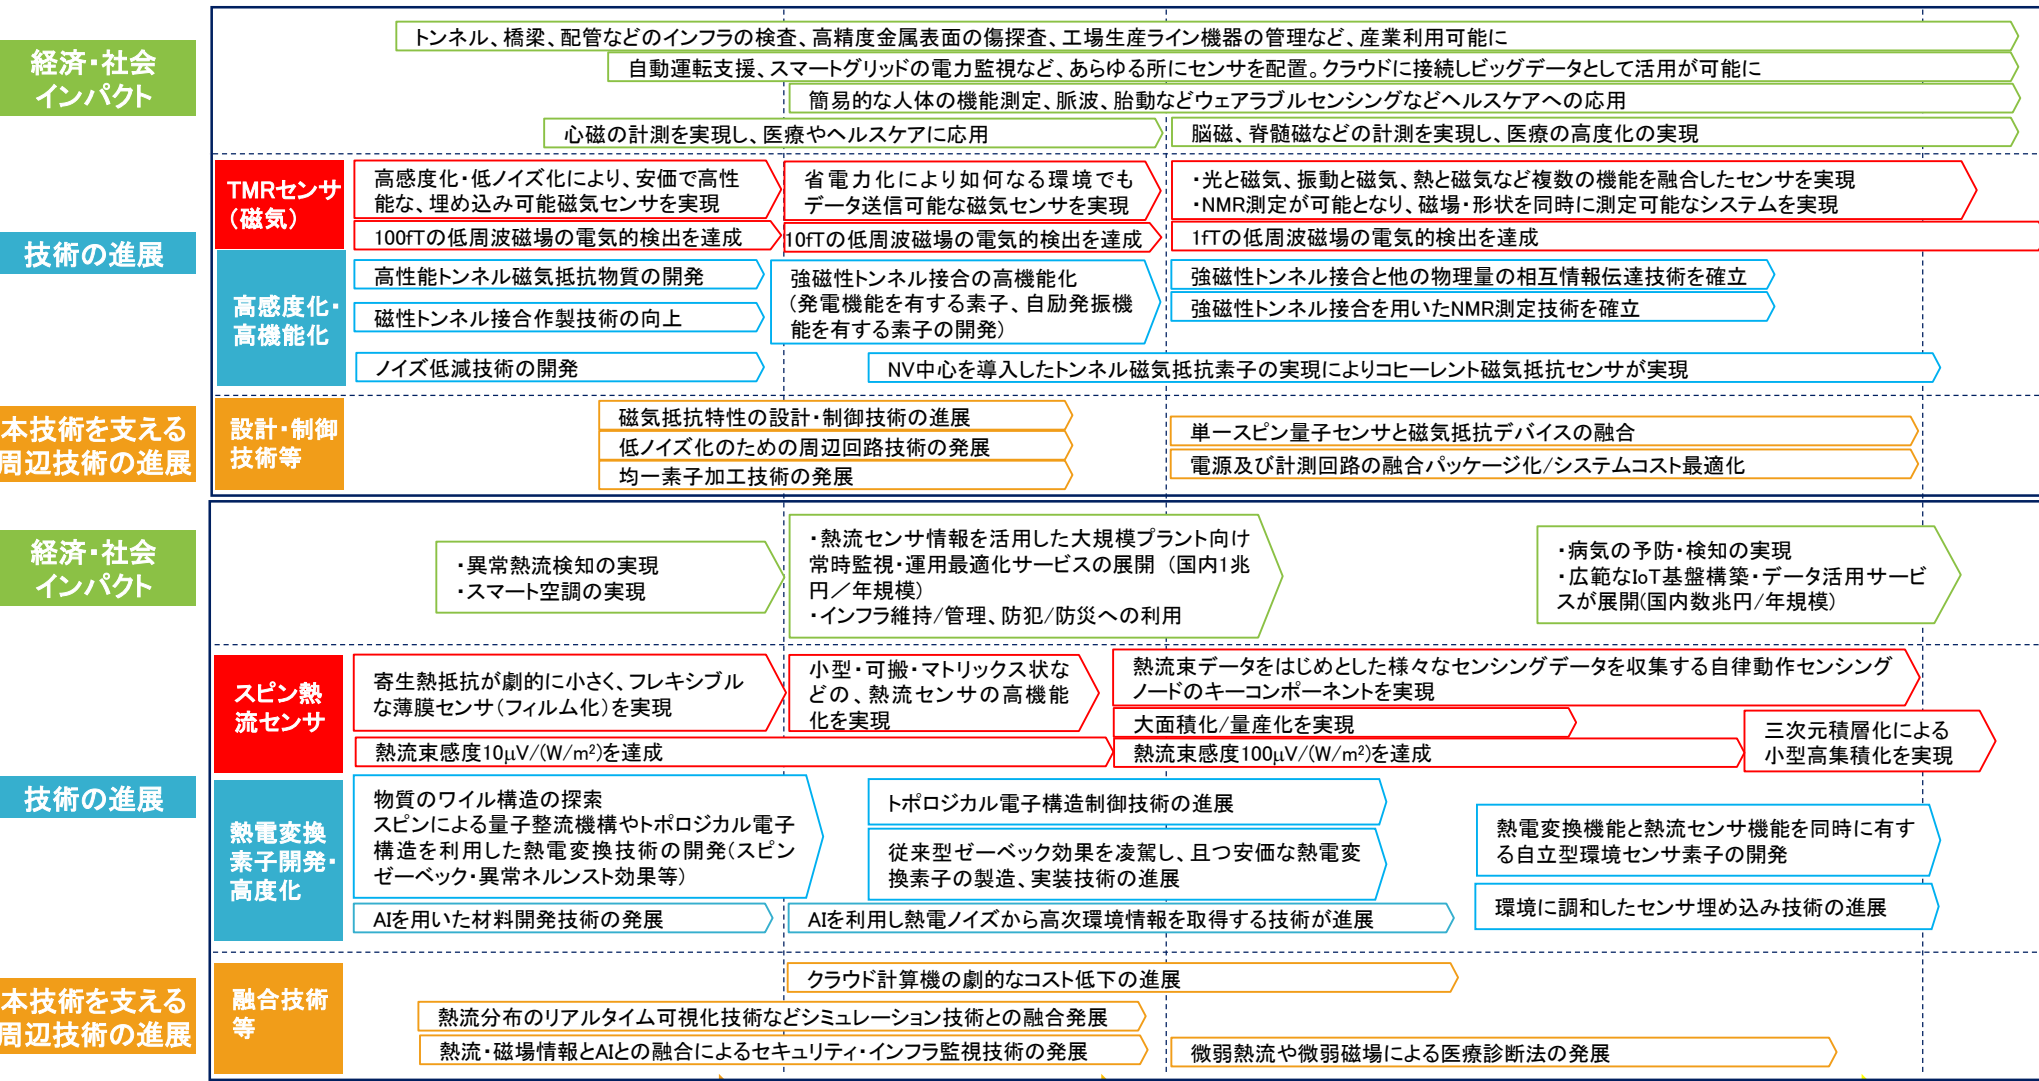 経済・社会
インパクト
トンネル、橋梁、配管などのインフラの検査、高精度金属表面の傷探査、工場生産ライン機器の管理など、産業利用可能に
自動運転支援、スマートグリッドの電力監視など、あらゆる所にセンサを配置。クラウドに接続しビッグデータとして活用が可能に
簡易的な人体の機能測定、脈波、胎動などウェアラブルセンシングなどヘルスケアへの応用
心磁の計測を実現し、医療やヘルスケアに応用
脳磁、脊髄磁などの計測を実現し、医療の高度化の実現
技術の進展
TMRセンサ
（磁気）
高感度化・低ノイズ化により、安価で高性
能な、埋め込み可能磁気センサを実現
省電力化により如何なる環境でも
データ送信可能な磁気センサを実現
・光と磁気、振動と磁気、熱と磁気など複数の機能を融合したセンサを実現
・NMR測定が可能となり、磁場・形状を同時に測定可能なシステムを実現
100fTの低周波磁場の電気的検出を達成
10fTの低周波磁場の電気的検出を達成
1fTの低周波磁場の電気的検出を達成
高感度化・
高機能化
高性能トンネル磁気抵抗物質の開発
磁性トンネル接合作製技術の向上
ノイズ低減技術の開発
強磁性トンネル接合の高機能化
（発電機能を有する素子、自励発振機
能を有する素子の開発）
強磁性トンネル接合と他の物理量の相互情報伝達技術を確立
強磁性トンネル接合を用いたNMR測定技術を確立
NV中心を導入したトンネル磁気抵抗素子の実現によりコヒーレント磁気抵抗センサが実現
本技術を支える
周辺技術の進展
設計・制御
技術等
磁気抵抗特性の設計・制御技術の進展
低ノイズ化のための周辺回路技術の発展
均一素子加工技術の発展
単一スピン量子センサと磁気抵抗デバイスの融合
電源及び計測回路の融合パッケージ化/システムコスト最適化
経済・社会
インパクト
・異常熱流検知の実現
・スマート空調の実現
・熱流センサ情報を活用した大規模プラント向け
常時監視・運用最適化サービスの展開 （国内1兆
円／年規模）
・インフラ維持/管理、防犯/防災への利用
・病気の予防・検知の実現
・広範なIoT基盤構築・データ活用サービ
スが展開(国内数兆円/年規模)
技術の進展
スピン熱
流センサ
寄生熱抵抗が劇的に小さく、フレキシブル
な薄膜センサ（フィルム化）を実現
小型・可搬・マトリックス状な
どの、熱流センサの高機能
化を実現
熱流束データをはじめとした様々なセンシングデータを収集する自律動作センシング
ノードのキーコンポーネントを実現
大面積化/量産化を実現
熱流束感度10μV/(W/m²)を達成
熱流束感度100μV/(W/m²)を達成
三次元積層化による
小型高集積化を実現
熱電変換
素子開発・
高度化
物質のワイル構造の探索
スピンによる量子整流機構やトポロジカル電子
構造を利用した熱電変換技術の開発（スピン
ゼーベック・異常ネルンスト効果等）
AIを用いた材料開発技術の発展
トポロジカル電子構造制御技術の進展
従来型ゼーベック効果を凌駕し、且つ安価な熱電変
換素子の製造、実装技術の進展
AIを利用し熱電ノイズから高次環境情報を取得する技術が進展
熱電変換機能と熱流センサ機能を同時に有す
る自立型環境センサ素子の開発
環境に調和したセンサ埋め込み技術の進展
本技術を支える
周辺技術の進展
融合技術
等
クラウド計算機の劇的なコスト低下の進展
熱流分布のリアルタイム可視化技術などシミュレーション技術との融合発展
熱流・磁場情報とAIとの融合によるセキュリティ・インフラ監視技術の発展
微弱熱流や微弱磁場による医療診断法の発展